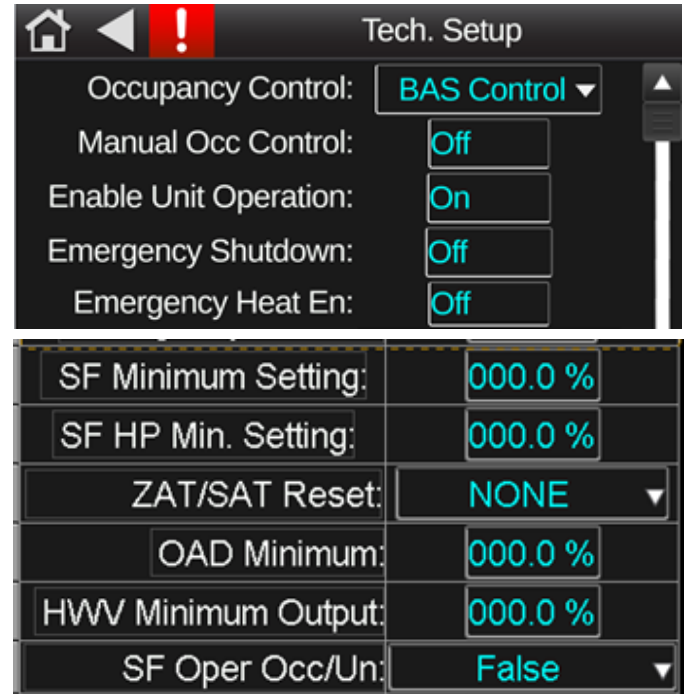 ! Tech. Setup
Occupancy Control: BAS Control
Manual Occ Control: Off
Enable Unit Operation: On
Emergency Shutdown: Off
Emergency Heat En: Off
SF Minimum Setting: 000.0 %
SF HP Min. Setting: 000.0 %
ZAT/SAT Reset: NONE
OAD Minimum: 000.0 %
HWV Minimum Output: 000.0 %
SF Oper Occ/Un: False